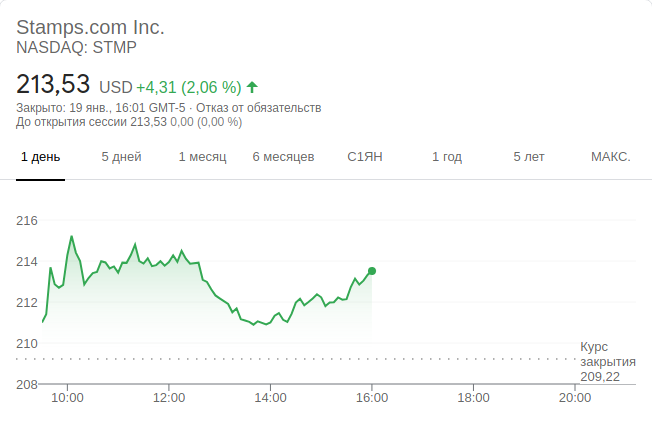 Stamps.com Inc.
NASDAQ: STMP
213,53 USD +4,31 (2,06 %)
Закрыто: 19 янв., 16:01 GMT-5 · Отказ от обязательств
До открытия сессии 213,53 0,00 (0,00 %)
1 день 5 дней 1 месяц 6 месяцев С1ЯН 1 год 5 лет МАКС.
216
214
212
210
Курс
закрытия
209,22
208
10:00 12:00 14:00 16:00 18:00 20:00